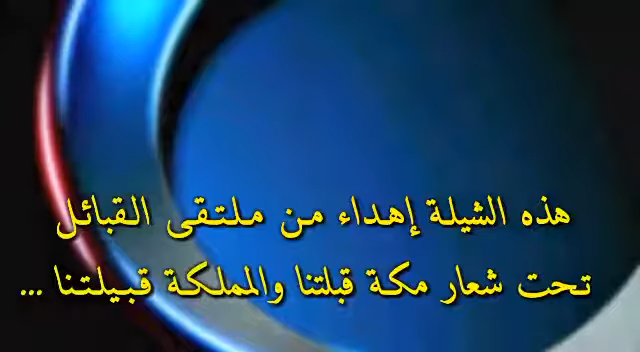 هذه الشيلة إهداء من ملتقى القبائل
تحت شعار مكة قبلتنا والمملكة قبيلتنا ...